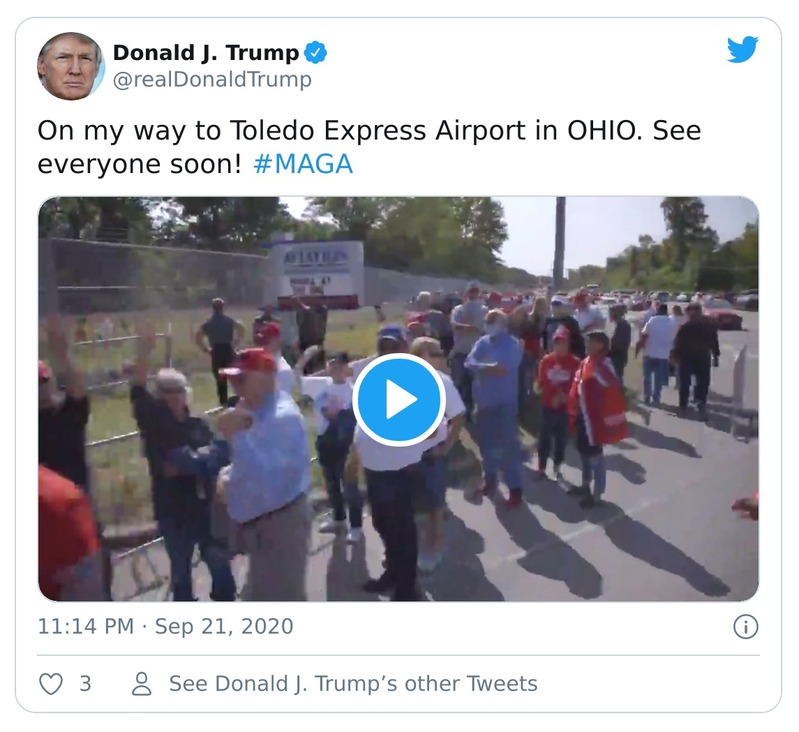 Donald J. Trump
@realDonaldTrump
On my way to Toledo Express Airport in OHIO. See
everyone soon! #MAGA
AVIATION
11:14 PM · Sep 21, 2020
3
See Donald J. Trump’s other Tweets